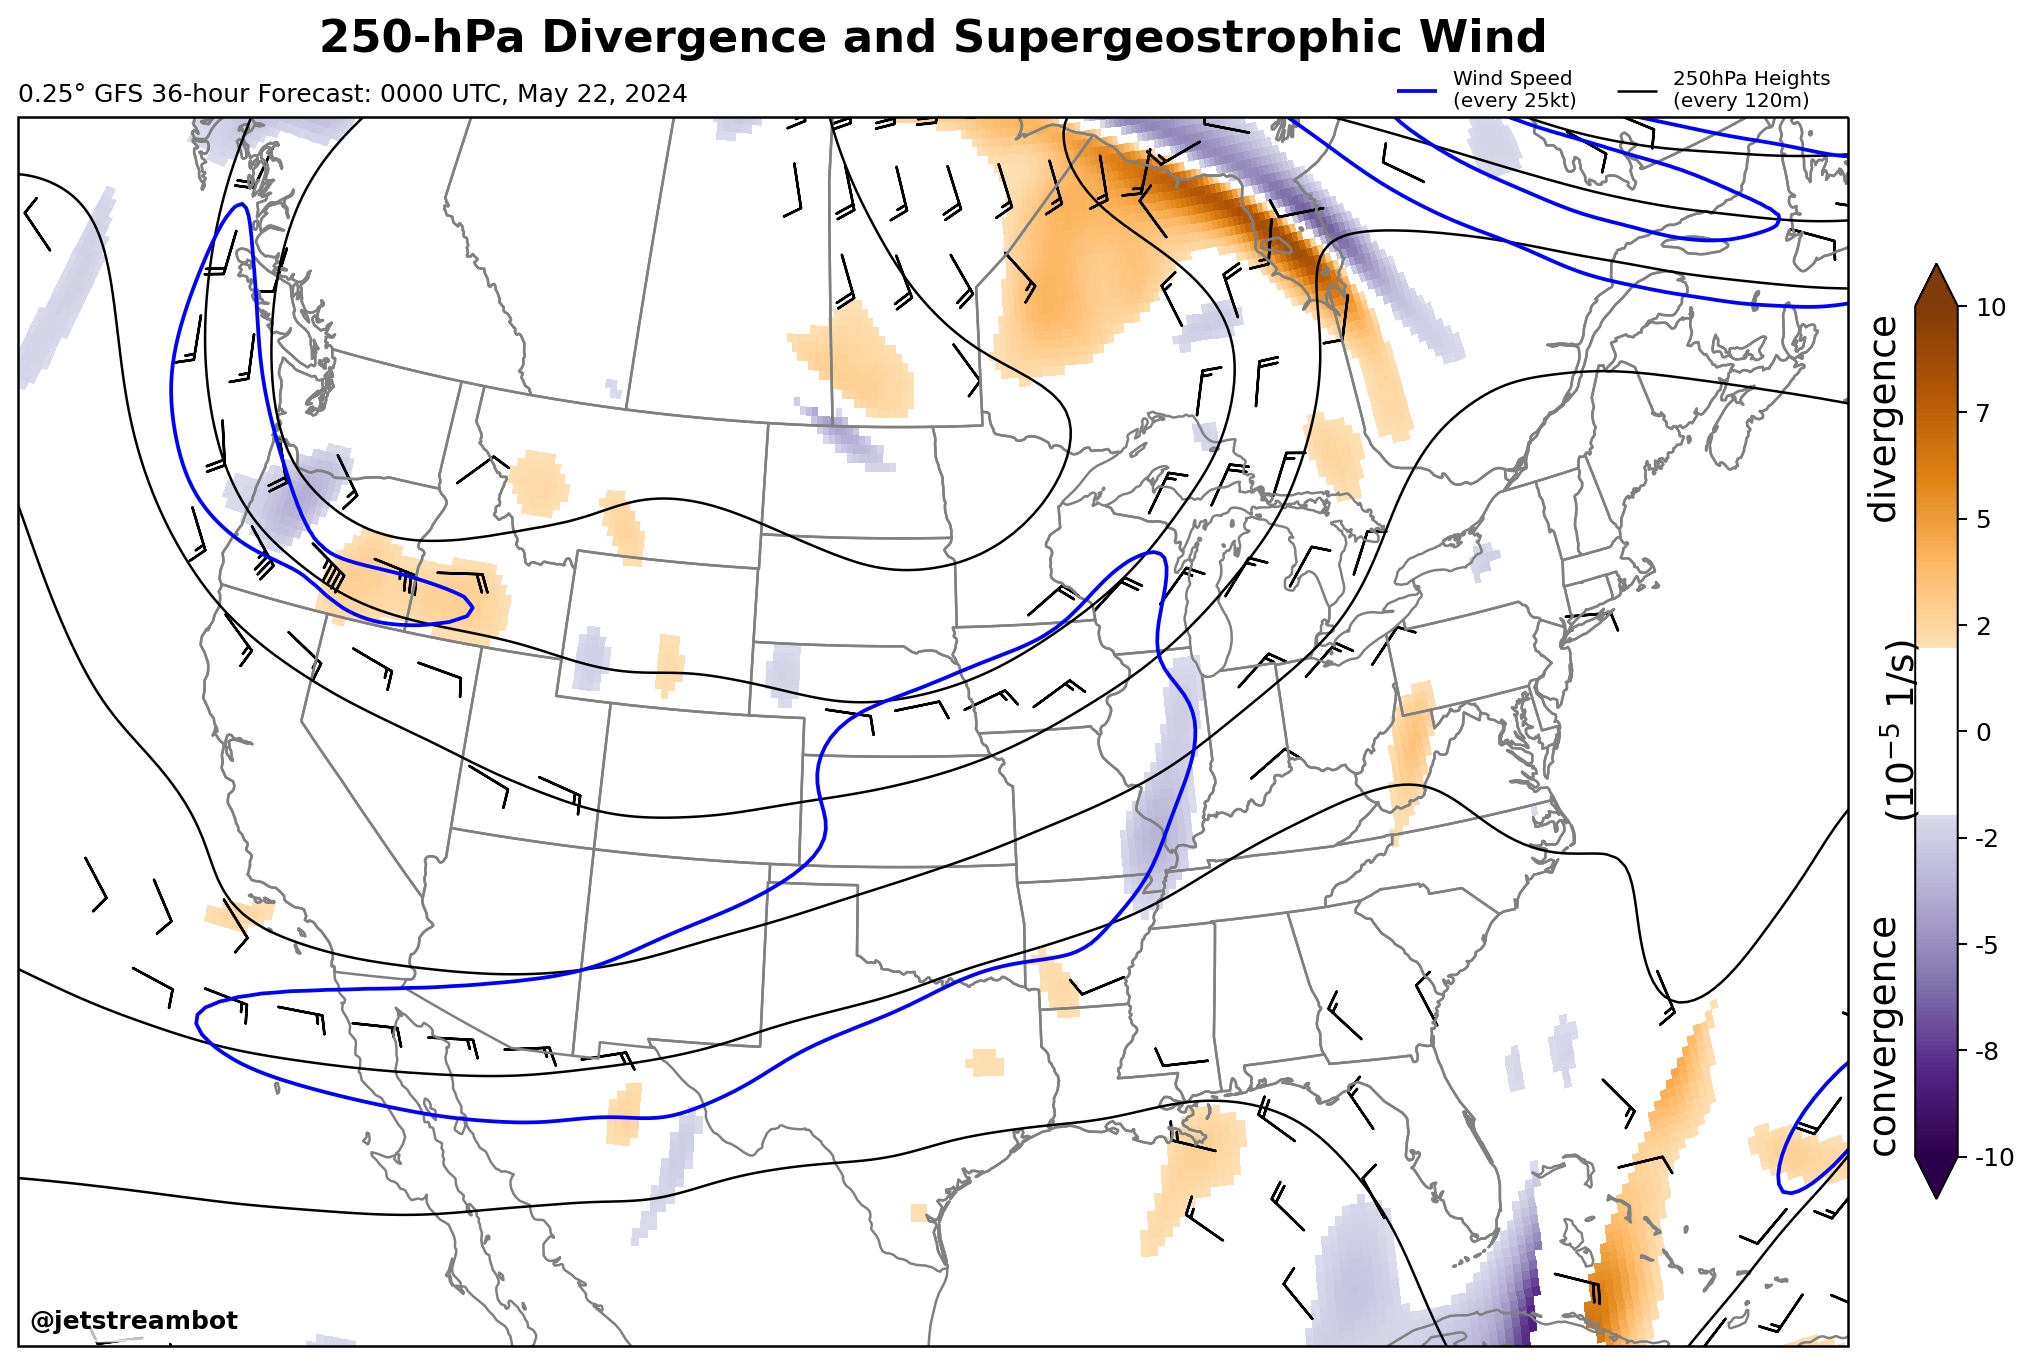 250-hPa Divergence and Supergeostrophic Wind
0.25° GFS 36-hour Forecast: 0000 UTC, May 22, 2024
Wind Speed
(every 25kt)
250hPa Heights
(every 120m)
10
7
5
2
0
-2
-5
-8
-10
divergence
(10⁻⁵ 1/s)
convergence
@jetstreambot